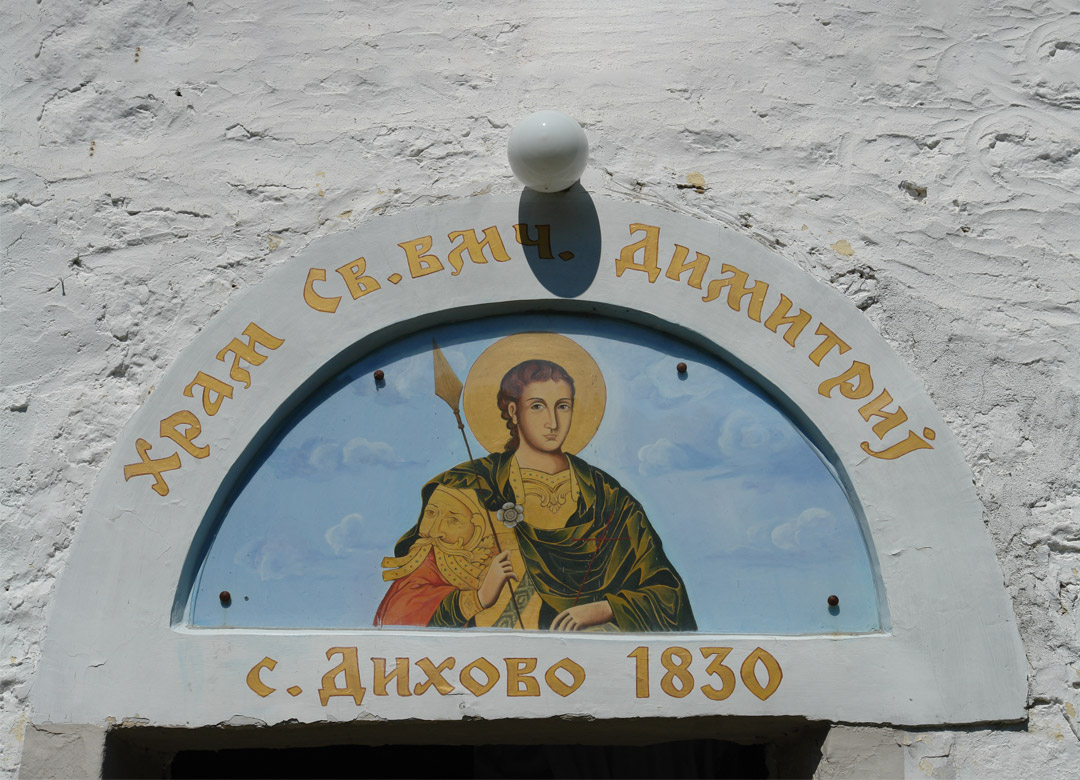 храм Св. вмч. Димитриј
с. Дихово 1830